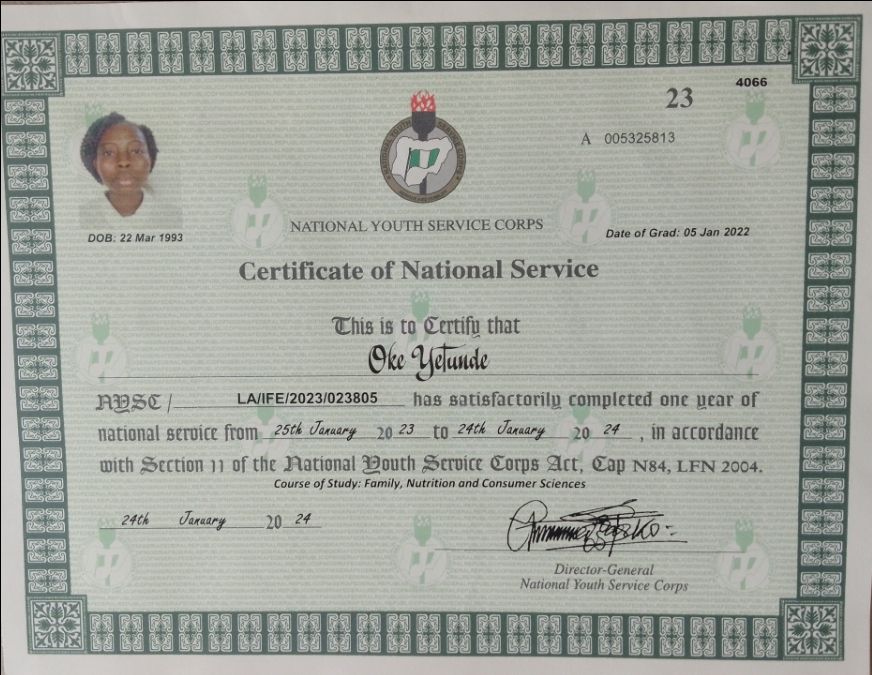 4066
23
A 005325813
NATIONAL YOUTH SERVICE CORPS
DOB: 22 Mar 1993
Date of Grad: 05 Jan 2022
Certificate of National Service
This is to Certify that
Oke Yetunde
NYSC/ LA/IFE/2023/023805 has satisfactorily completed one year of
national service from 25th January 20 23 to 24th January 20 24 , in accordance
with Section 11 of the National Youth Service Corps Act, Cap N84, LFN 2004.
Course of Study: Family, Nutrition and Consumer Sciences
24th January 20 24
Director-General
National Youth Service Corps